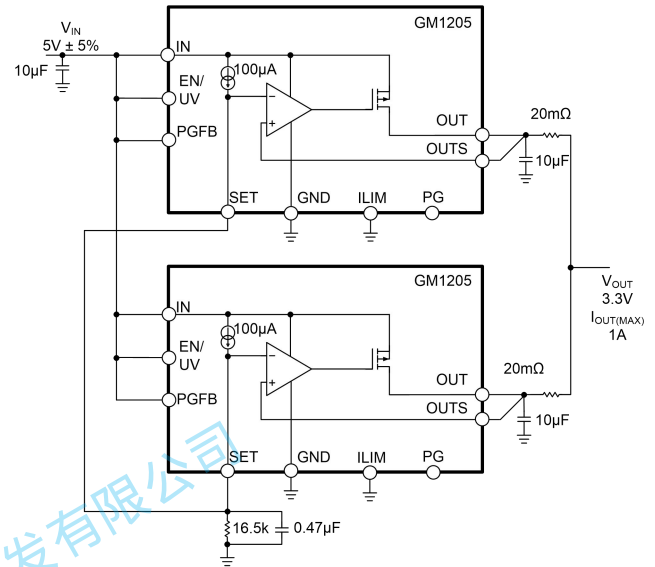 GM1205
VIN
5V ± 5%
10µF
IN
100µA
EN/
UV
PGFB
OUT
OUTS
20mΩ
10µF
SET
GND
ILIM
PG
GM1205
VOUT
3.3V
IOUT(MAX)
1A
IN
100µA
EN/
UV
PGFB
OUT
OUTS
20mΩ
10µF
SET
GND
ILIM
PG
16.5k
0.47µF
发有限公司